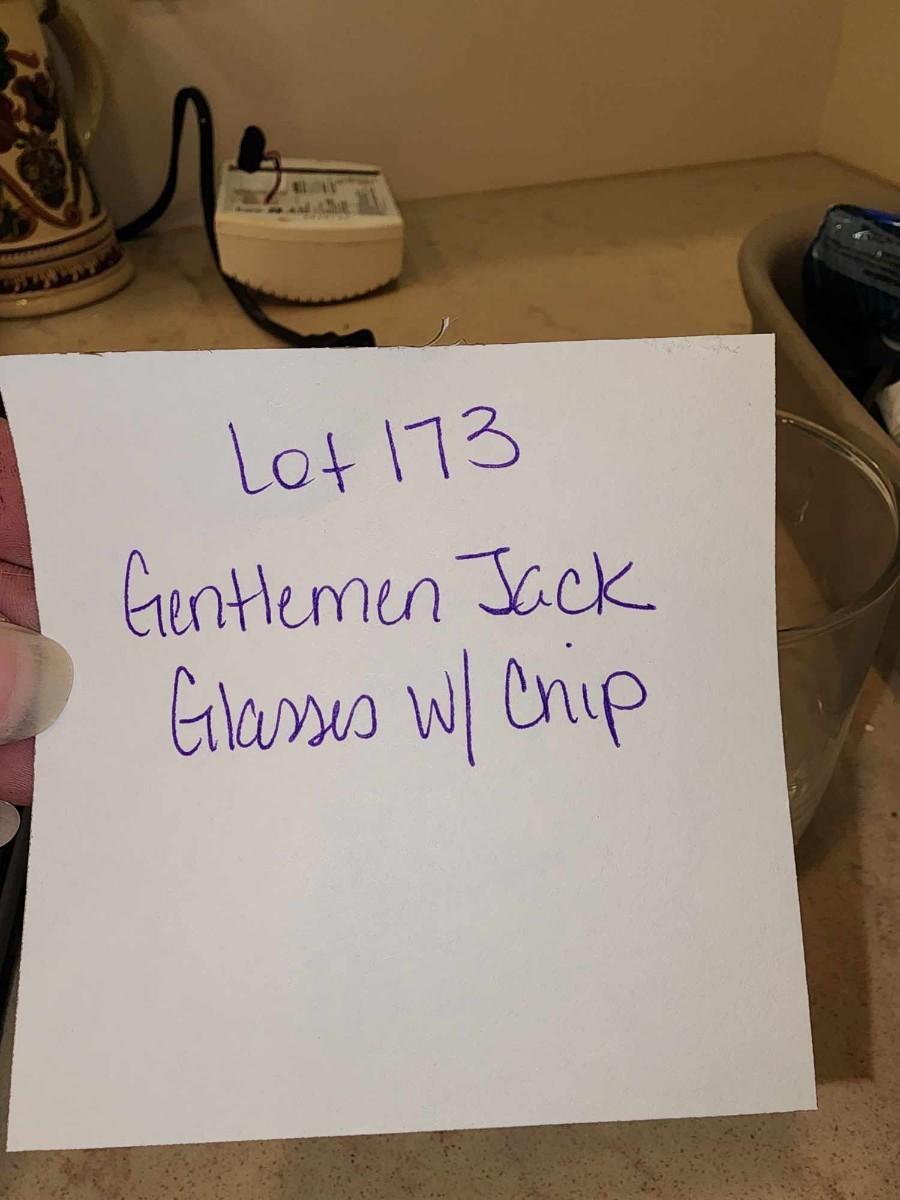 Lot 173
Gentlemen Jack
Glasses w/ Chip